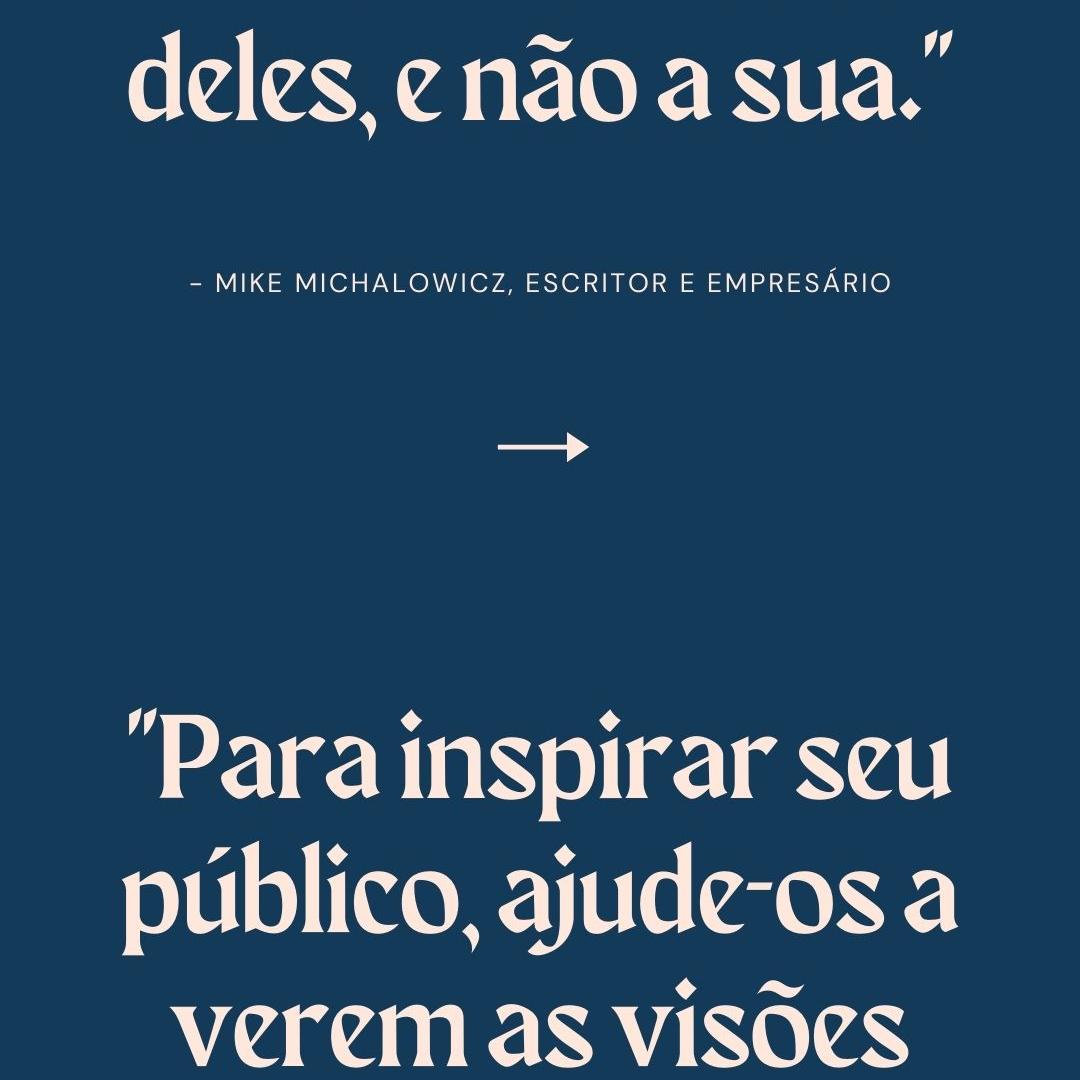 deles, e não a sua."
– MIKE MICHALOWICZ, ESCRITOR E EMPRESÁRIO
"Para inspirar seu
público, ajude-os a
verem as visões